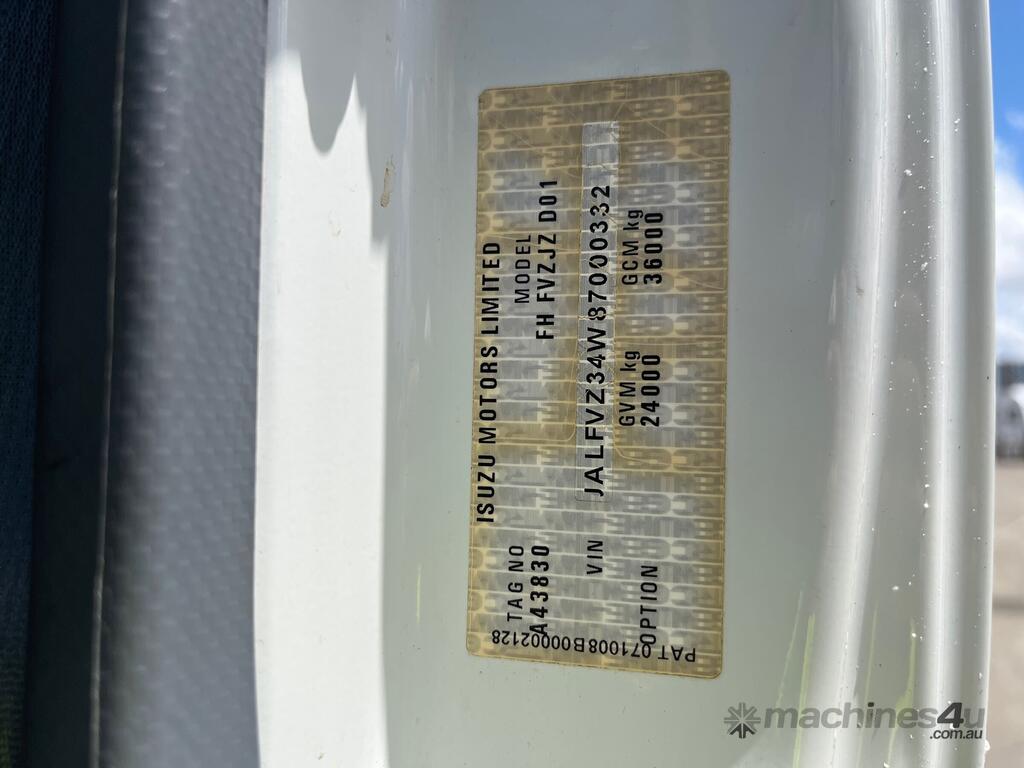 ISUZU MOTORS LIMITED
TAG NO
MODEL
A43830
FH FVZJZ D01
VIN JALFVZ34W87000332
GVM kg
GCM kg
24000
36000
OPTION
PAT 071008B00002128
machines4u
.com.au